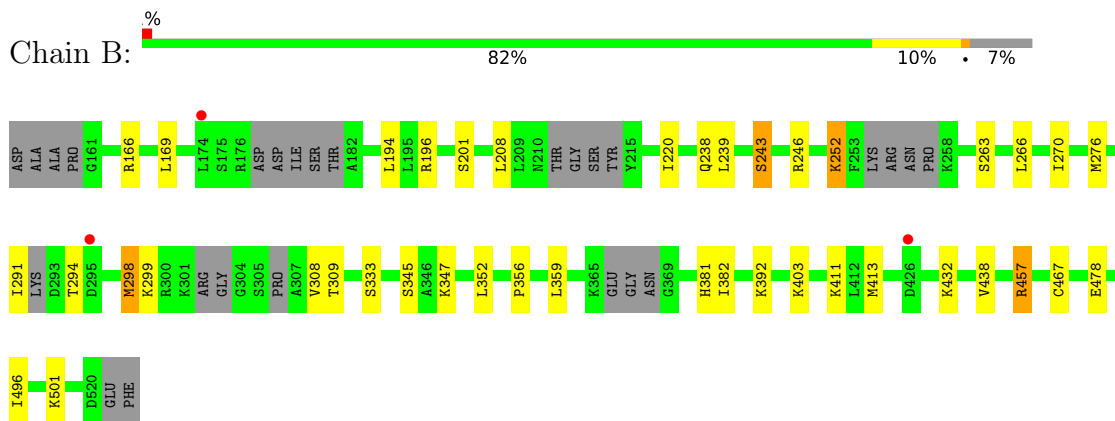 .%
Chain B:
82% 10% • 7%
ASP ALA ALA PRO G161 R166 L169 L174 S175 R176 ASP ASP ILE SER THR A182 L194 L195 R196 S201 L208 L209 N210 THR GLY SER TYR Y215 I220 Q238 L239 S243 R246 K252 F253 LYS ARG ASN PRO K258 S263 L266 I270 M276
I291 LYS D293 T294 D295 M298 K299 R300 K301 ARG GLY G304 S305 PRO A307 V308 T309 S333 S345 A346 K347 L352 P356 L359 K365 GLU GLY ASN G369 H381 I382 K392 K403 K411 L412 M413 D426 K432 V438 R457 C467 E478
I496 K501 D520 GLU PHE